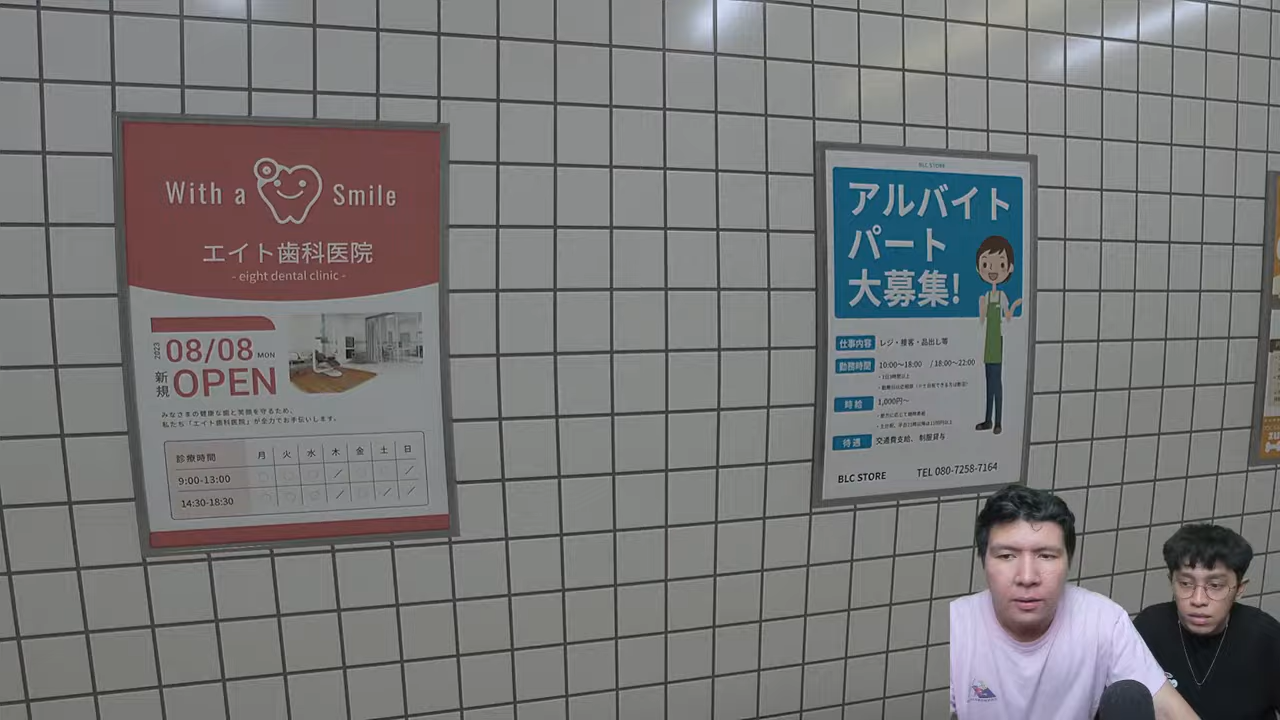 With a Smile
エイト歯科医院
- eight dental clinic -
2023 08/08 MON
新規 OPEN
みなさまの健康な歯と笑顔を守るため、
私たち「エイト歯科医院」が全力でお手伝いします。
診療時間 月 火 水 木 金 土 日
9:00-13:00 ○ ○ ○ / ○ ○ /
14:30-18:30 ○ ○ ○ / ○ / /
BLC STORE
アルバイト
パート
大募集!
仕事内容 レジ・接客・品出し等
勤務時間 10:00～18:00 / 18:00～22:00
時給 1,000円～
待遇 交通費支給、制服貸与
BLC STORE TEL 080-7258-7164